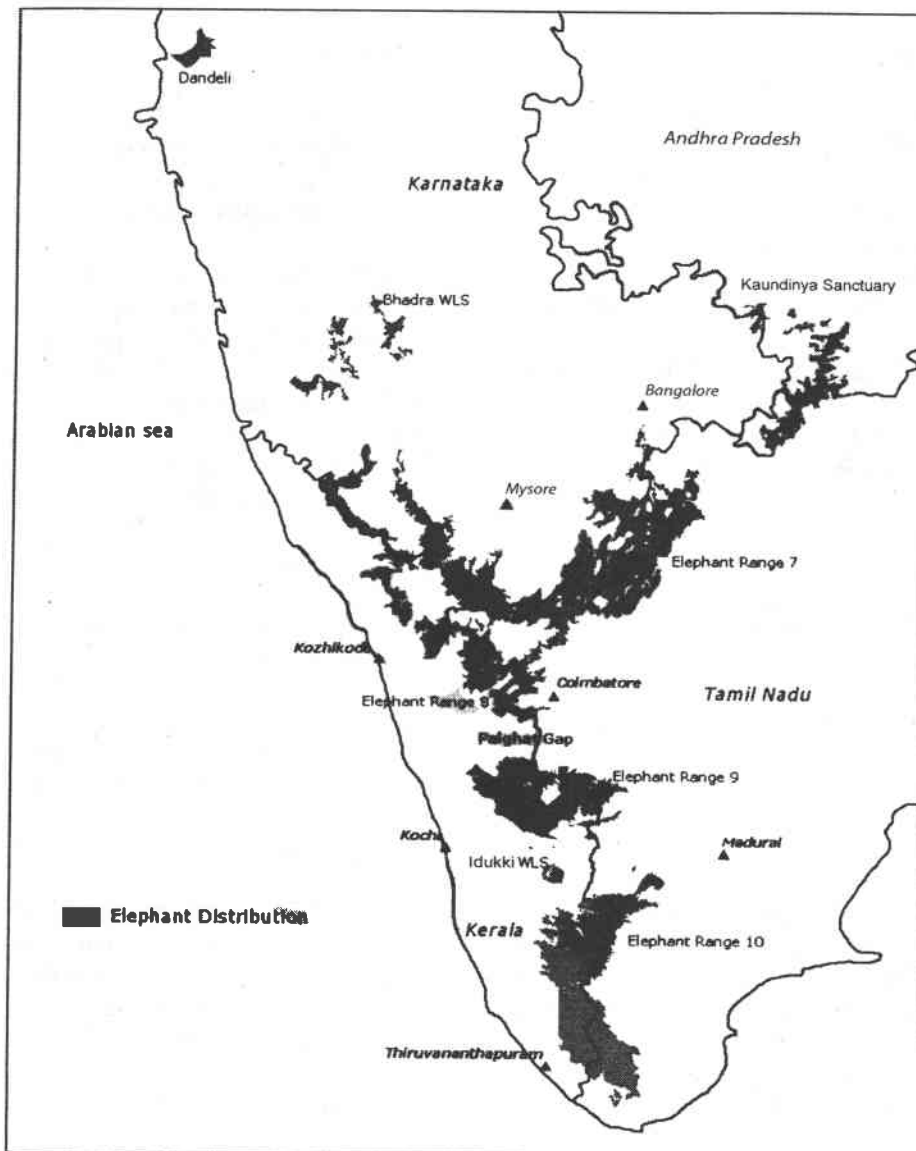 Dandeli
Andhra Pradesh
Karnataka
Kaundinya Sanctuary
Bhadra WLS
Bangalore
Arabian sea
Mysore
Elephant Range 7
Kozhikode
Coimbatore
Elephant Range 8
Tamil Nadu
Palghat Gap
Elephant Range 9
Kochi
Madurai
Idukki WLS
Elephant Distribution
Kerala
Elephant Range 10
Thiruvananthapuram